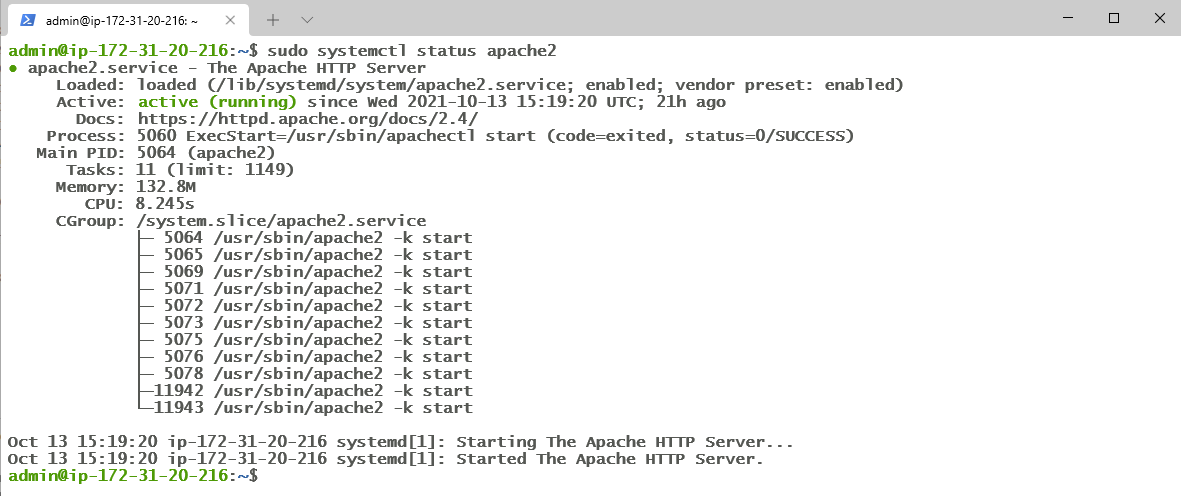 admin@ip-172-31-20-216: ~
admin@ip-172-31-20-216:~$ sudo systemctl status apache2
● apache2.service - The Apache HTTP Server
Loaded: loaded (/lib/systemd/system/apache2.service; enabled; vendor preset: enabled)
Active: active (running) since Wed 2021-10-13 15:19:20 UTC; 21h ago
Docs: https://httpd.apache.org/docs/2.4/
Process: 5060 ExecStart=/usr/sbin/apachectl start (code=exited, status=0/SUCCESS)
Main PID: 5064 (apache2)
Tasks: 11 (limit: 1149)
Memory: 132.8M
CPU: 8.245s
CGroup: /system.slice/apache2.service
├─ 5064 /usr/sbin/apache2 -k start
├─ 5065 /usr/sbin/apache2 -k start
├─ 5069 /usr/sbin/apache2 -k start
├─ 5071 /usr/sbin/apache2 -k start
├─ 5072 /usr/sbin/apache2 -k start
├─ 5073 /usr/sbin/apache2 -k start
├─ 5075 /usr/sbin/apache2 -k start
├─ 5076 /usr/sbin/apache2 -k start
├─ 5078 /usr/sbin/apache2 -k start
├─11942 /usr/sbin/apache2 -k start
└─11943 /usr/sbin/apache2 -k start
Oct 13 15:19:20 ip-172-31-20-216 systemd[1]: Starting The Apache HTTP Server...
Oct 13 15:19:20 ip-172-31-20-216 systemd[1]: Started The Apache HTTP Server.
admin@ip-172-31-20-216:~$